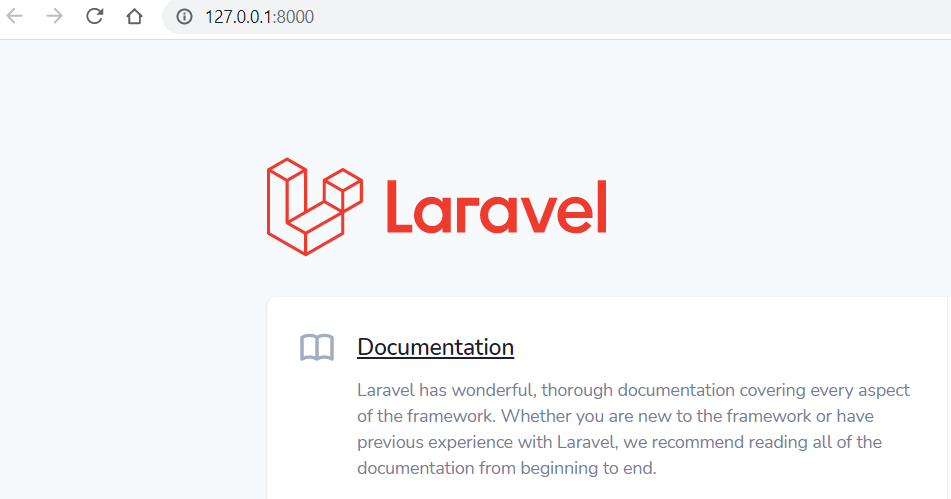 127.0.0.1:8000
Laravel
Documentation
Laravel has wonderful, thorough documentation covering every aspect
of the framework. Whether you are new to the framework or have
previous experience with Laravel, we recommend reading all of the
documentation from beginning to end.